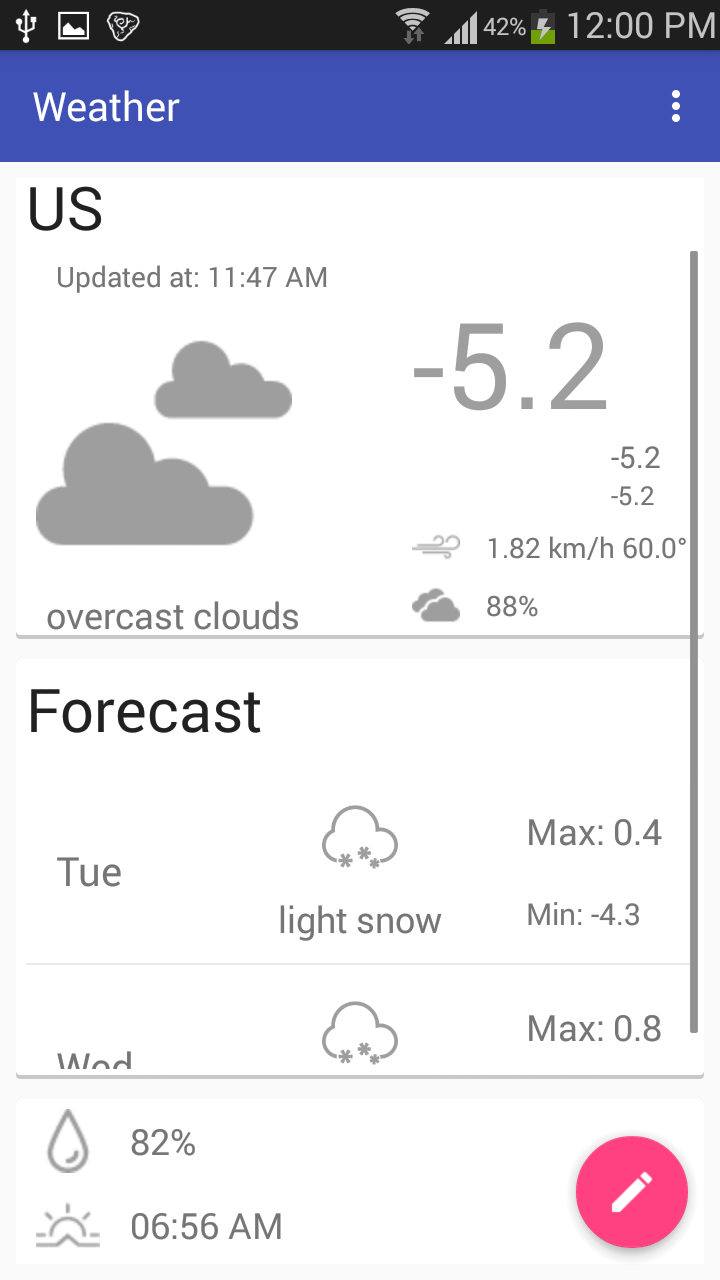 42% 12:00 PM
Weather
US
Updated at: 11:47 AM
-5.2
-5.2
-5.2
1.82 km/h 60.0°
88%
overcast clouds
Forecast
Tue
light snow
Max: 0.4
Min: -4.3
Wed
Max: 0.8
82%
06:56 AM